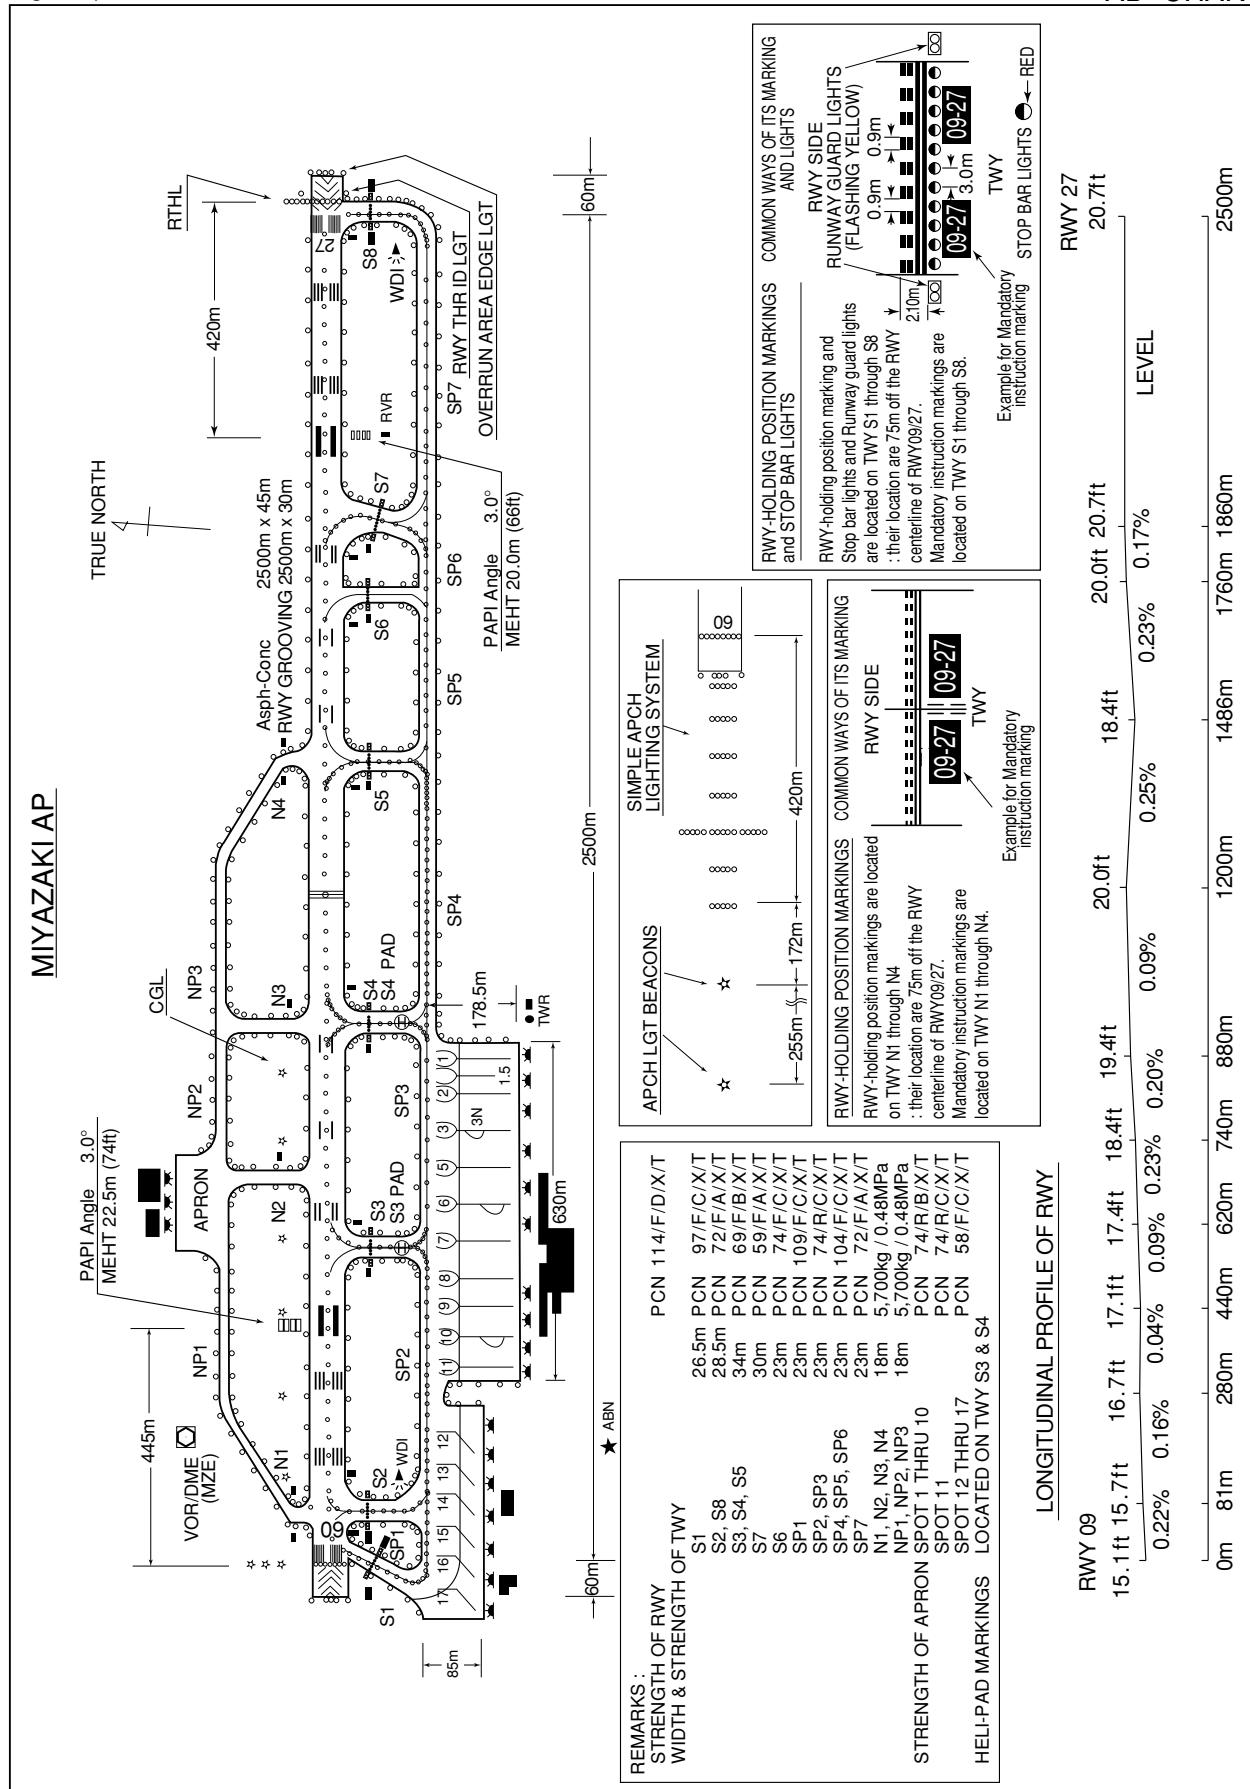 MIYAZAKI AP
TRUE NORTH
PAPI Angle 3.0°
MEHT 22.5m (74ft)
445m
VOR/DME
(MZE)
CGL
Asph-Conc 2500m x 45m
RWY GROOVING 2500m x 30m
RTHL
420m
APRON
NP1
NP2
NP3
N1
N2
N3
N4
09
27
S1
SP1
S2
WDI
SP2
S3
S3 PAD
SP3
S4
S4 PAD
SP4
S5
SP5
S6
SP6
S7
SP7
RVR
S8
WDI
RWY THR ID LGT
OVERRUN AREA EDGE LGT
PAPI Angle 3.0°
MEHT 20.0m (66ft)
17
16
15
14
13
12
(11)
(10)
(9)
(8)
(7)
(6)
(5)
(3)
3N
(2)
1.5
(1)
178.5m
TWR
630m
85m
ABN
60m
2500m
60m
REMARKS :
STRENGTH OF RWY PCN 114/F/D/X/T
WIDTH & STRENGTH OF TWY
S1 26.5m PCN 97/F/C/X/T
S2, S8 28.5m PCN 72/F/A/X/T
S3, S4, S5 34m PCN 69/F/B/X/T
S7 30m PCN 59/F/A/X/T
S6 23m PCN 74/F/C/X/T
SP1 23m PCN 109/F/C/X/T
SP2, SP3 23m PCN 74/R/C/X/T
SP4, SP5, SP6 23m PCN 104/F/C/X/T
SP7 23m PCN 72/F/A/X/T
N1, N2, N3, N4 18m 5,700kg / 0.48MPa
NP1, NP2, NP3 18m 5,700kg / 0.48MPa
STRENGTH OF APRON SPOT 1 THRU 10 PCN 74/R/B/X/T
SPOT 11 PCN 74/R/C/X/T
SPOT 12 THRU 17 PCN 58/F/C/X/T
HELI-PAD MARKINGS LOCATED ON TWY S3 & S4
APCH LGT BEACONS
SIMPLE APCH
LIGHTING SYSTEM
09
255m
172m
420m
RWY-HOLDING POSITION MARKINGS
RWY-holding position markings are located
on TWY N1 through N4
: their location are 75m off the RWY
centerline of RWY09/27.
Mandatory instruction markings are
located on TWY N1 through N4.
COMMON WAYS OF ITS MARKING
RWY SIDE
09-27
09-27
TWY
Example for Mandatory
instruction marking
RWY-HOLDING POSITION MARKINGS
and STOP BAR LIGHTS
RWY-holding position marking and
Stop bar lights and Runway guard lights
are located on TWY S1 through S8
: their location are 75m off the RWY
centerline of RWY09/27.
Mandatory instruction markings are
located on TWY S1 through S8.
COMMON WAYS OF ITS MARKING
AND LIGHTS
RWY SIDE
RUNWAY GUARD LIGHTS
(FLASHING YELLOW)
0.9m
0.9m
2.10m
09-27
09-27
3.0m
TWY
Example for Mandatory
instruction marking
STOP BAR LIGHTS
RED
LONGITUDINAL PROFILE OF RWY
RWY 09
RWY 27
15.1ft
15.7ft
16.7ft
17.1ft
17.4ft
18.4ft
19.4ft
20.0ft
18.4ft
20.0ft
20.7ft
20.7ft
0.22%
0.16%
0.04%
0.09%
0.23%
0.20%
0.09%
0.25%
0.23%
0.17%
LEVEL
0m
81m
280m
440m
620m
740m
880m
1200m
1486m
1760m
1860m
2500m